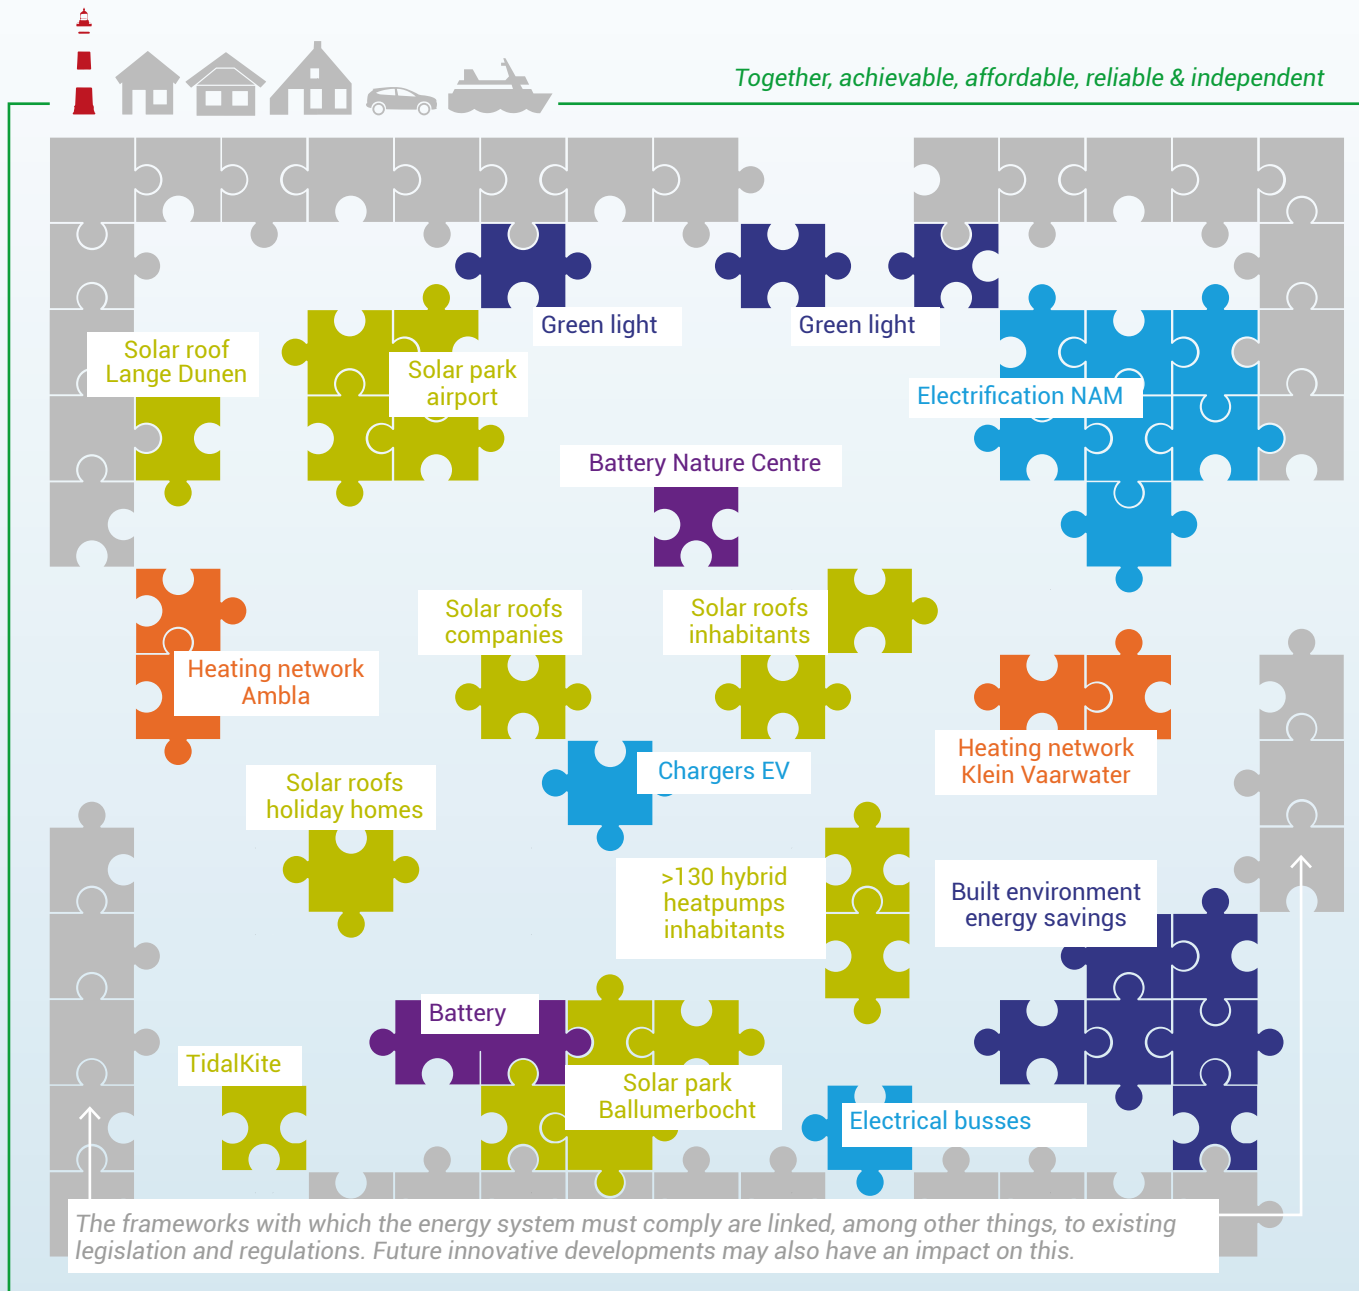 Together, achievable, affordable, reliable & independent
Green light
Green light
Solar roof
Lange Dunen
Solar park
airport
Electrification NAM
Battery Nature Centre
Solar roofs
companies
Solar roofs
inhabitants
Heating network
Ambla
Heating network
Klein Vaarwater
Chargers EV
Solar roofs
holiday homes
>130 hybrid
heatpumps
inhabitants
Built environment
energy savings
Battery
TidalKite
Solar park
Ballumerbocht
Electrical busses
The frameworks with which the energy system must comply are linked, among other things, to existing
legislation and regulations. Future innovative developments may also have an impact on this.